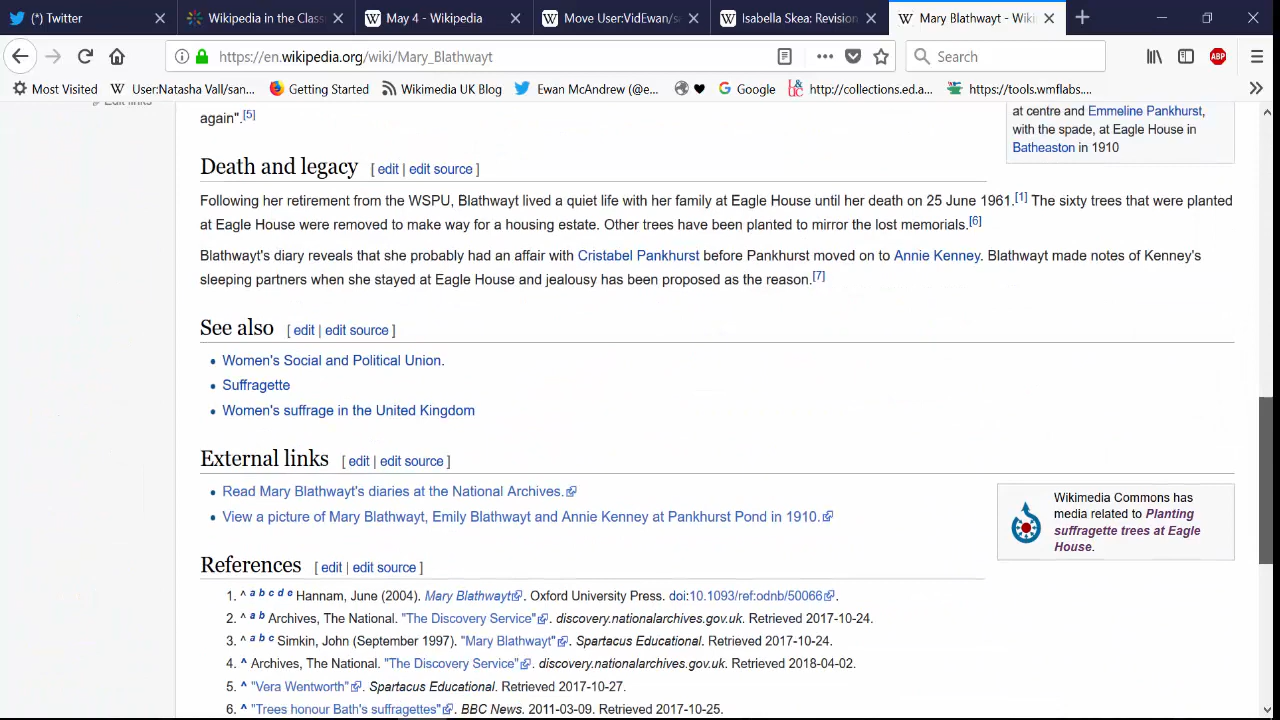 (*) Twitter
Wikipedia in the Clas
May 4 - Wikipedia
Move User:VidEwan/s
Isabella Skea: Revision
Mary Blathwayt - Wiki
https://en.wikipedia.org/wiki/Mary_Blathwayt
Search
Most Visited
User:Natasha Vall/san...
Getting Started
Wikimedia UK Blog
Ewan McAndrew (@e...
Google
http://collections.ed.a...
https://tools.wmflabs....
Edit links
again".[5]
at centre and Emmeline Pankhurst,
with the spade, at Eagle House in
Batheaston in 1910
Death and legacy [ edit | edit source ]
Following her retirement from the WSPU, Blathwayt lived a quiet life with her family at Eagle House until her death on 25 June 1961.[1] The sixty trees that were planted
at Eagle House were removed to make way for a housing estate. Other trees have been planted to mirror the lost memorials.[6]
Blathwayt's diary reveals that she probably had an affair with Cristabel Pankhurst before Pankhurst moved on to Annie Kenney. Blathwayt made notes of Kenney's
sleeping partners when she stayed at Eagle House and jealousy has been proposed as the reason.[7]
See also [ edit | edit source ]
• Women's Social and Political Union.
• Suffragette
• Women's suffrage in the United Kingdom
External links [ edit | edit source ]
• Read Mary Blathwayt's diaries at the National Archives.
• View a picture of Mary Blathwayt, Emily Blathwayt and Annie Kenney at Pankhurst Pond in 1910.
Wikimedia Commons has
media related to Planting
suffragette trees at Eagle
House.
References [ edit | edit source ]
1. ^ a b c d e Hannam, June (2004). Mary Blathwayt. Oxford University Press. doi:10.1093/ref:odnb/50066.
2. ^ a b Archives, The National. "The Discovery Service". discovery.nationalarchives.gov.uk. Retrieved 2017-10-24.
3. ^ a b c Simkin, John (September 1997). "Mary Blathwayt". Spartacus Educational. Retrieved 2017-10-24.
4. ^ Archives, The National. "The Discovery Service". discovery.nationalarchives.gov.uk. Retrieved 2018-04-02.
5. ^ "Vera Wentworth". Spartacus Educational. Retrieved 2017-10-27.
6. ^ "Trees honour Bath's suffragettes". BBC News. 2011-03-09. Retrieved 2017-10-25.